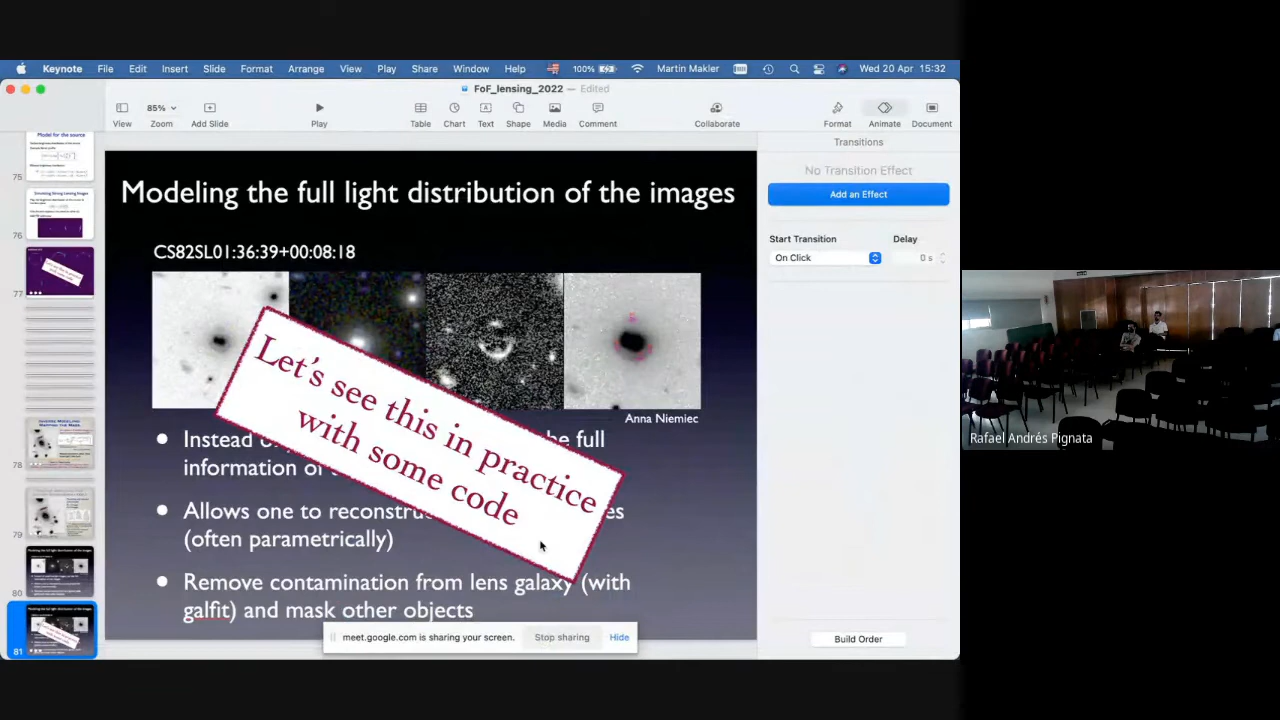 Keynote File Edit Insert Slide Format Arrange View Play Share Window Help 100% Martin Makler Wed 20 Apr 15:32
FoF_lensing_2022 — Edited
85%
View Zoom Add Slide Play Table Chart Text Shape Media Comment Collaborate Format Animate Document
Model for the source
75
76
77
78
79
80
81
Modeling the full light distribution of the images
CS82SL01:36:39+00:08:18
Anna Niemiec
Let's see this in practice
with some code
Instead
full
information
Allows one to
(often parametrically)
Remove contamination from lens galaxy (with
galfit) and mask other objects
meet.google.com is sharing your screen. Stop sharing Hide
Transitions
No Transition Effect
Add an Effect
Start Transition Delay
On Click 0 s
Build Order
Rafael Andrés Pignata